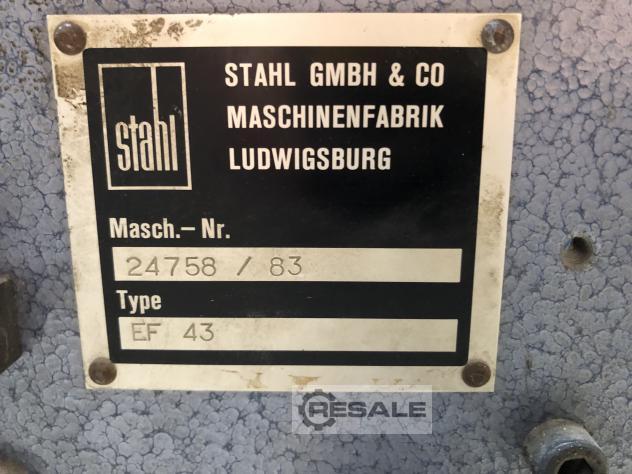 stahl
STAHL GMBH & CO
MASCHINENFABRIK
LUDWIGSBURG
Masch.– Nr.
24758 / 83
Type
EF 43
RESALE